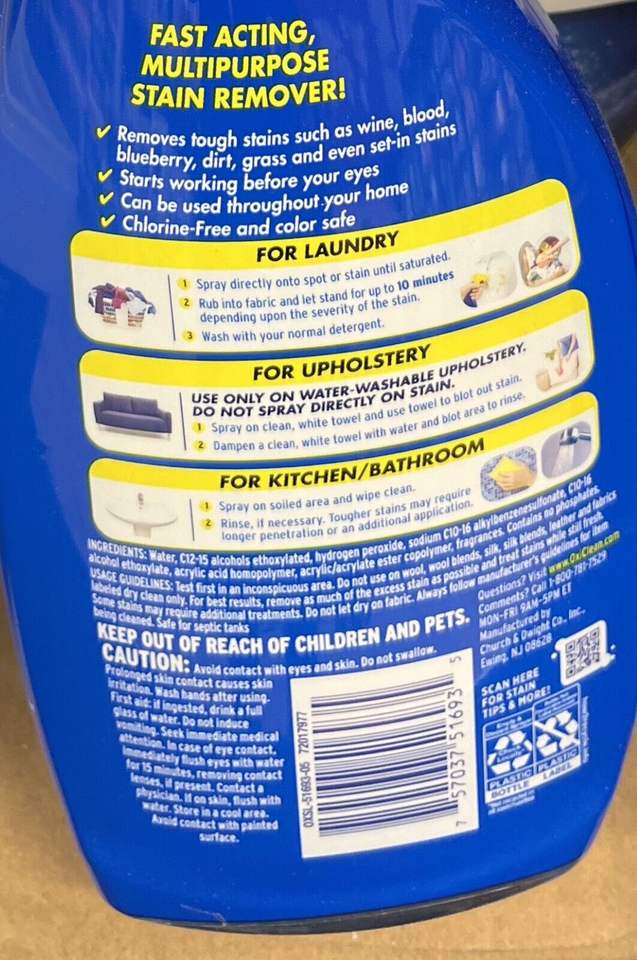 FAST ACTING,
MULTIPURPOSE
STAIN REMOVER!
✓ Removes tough stains such as wine, blood,
blueberry, dirt, grass and even set-in stains
✓ Starts working before your eyes
✓ Can be used throughout your home
✓ Chlorine-Free and color safe
FOR LAUNDRY
1 Spray directly onto spot or stain until saturated.
2 Rub into fabric and let stand for up to 10 minutes
depending upon the severity of the stain.
3 Wash with your normal detergent.
FOR UPHOLSTERY
USE ONLY ON WATER-WASHABLE UPHOLSTERY.
DO NOT SPRAY DIRECTLY ON STAIN.
1 Spray on clean, white towel and use towel to blot out stain.
2 Dampen a clean, white towel with water and blot area to rinse.
FOR KITCHEN/BATHROOM
1 Spray on soiled area and wipe clean.
2 Rinse, if necessary. Tougher stains may require
longer penetration or an additional application.
INGREDIENTS: Water, C12-15 alcohols ethoxylated, hydrogen peroxide, sodium C10-16 alkylbenzenesulfonate, C10-16
alcohol ethoxylate, acrylic acid homopolymer, acrylic/acrylate ester copolymer, fragrances. Contains no phosphates.
USAGE GUIDELINES: Test first in an inconspicuous area. Do not use on wool, wool blends, silk, silk blends, leather and fabrics
labeled dry clean only. For best results, remove as much of the excess stain as possible and treat stains while still fresh.
Some stains may require additional treatments. Do not let dry on fabric. Always follow manufacturer's guidelines for item
being cleaned. Safe for septic tanks
KEEP OUT OF REACH OF CHILDREN AND PETS.
CAUTION: Avoid contact with eyes and skin. Do not swallow.
Prolonged skin contact causes skin
irritation. Wash hands after using.
First aid: if ingested, drink a full
glass of water. Do not induce
vomiting. Seek immediate medical
attention. In case of eye contact,
immediately flush eyes with water
for 15 minutes, removing contact
lenses, if present. Contact a
physician. If on skin, flush with
water. Store in a cool area.
Avoid contact with painted
surface.
OXSL-51693-05 72017977
7 57037 51693 5
Questions? Visit www.OxiClean.com
Comments? Call 1-800-781-7529
MON-FRI 9AM-5PM ET
Manufactured by
Church & Dwight Co., Inc.,
Ewing, NJ 08628
SCAN HERE
FOR STAIN
TIPS & MORE!
PLASTIC BOTTLE
PLASTIC LABEL